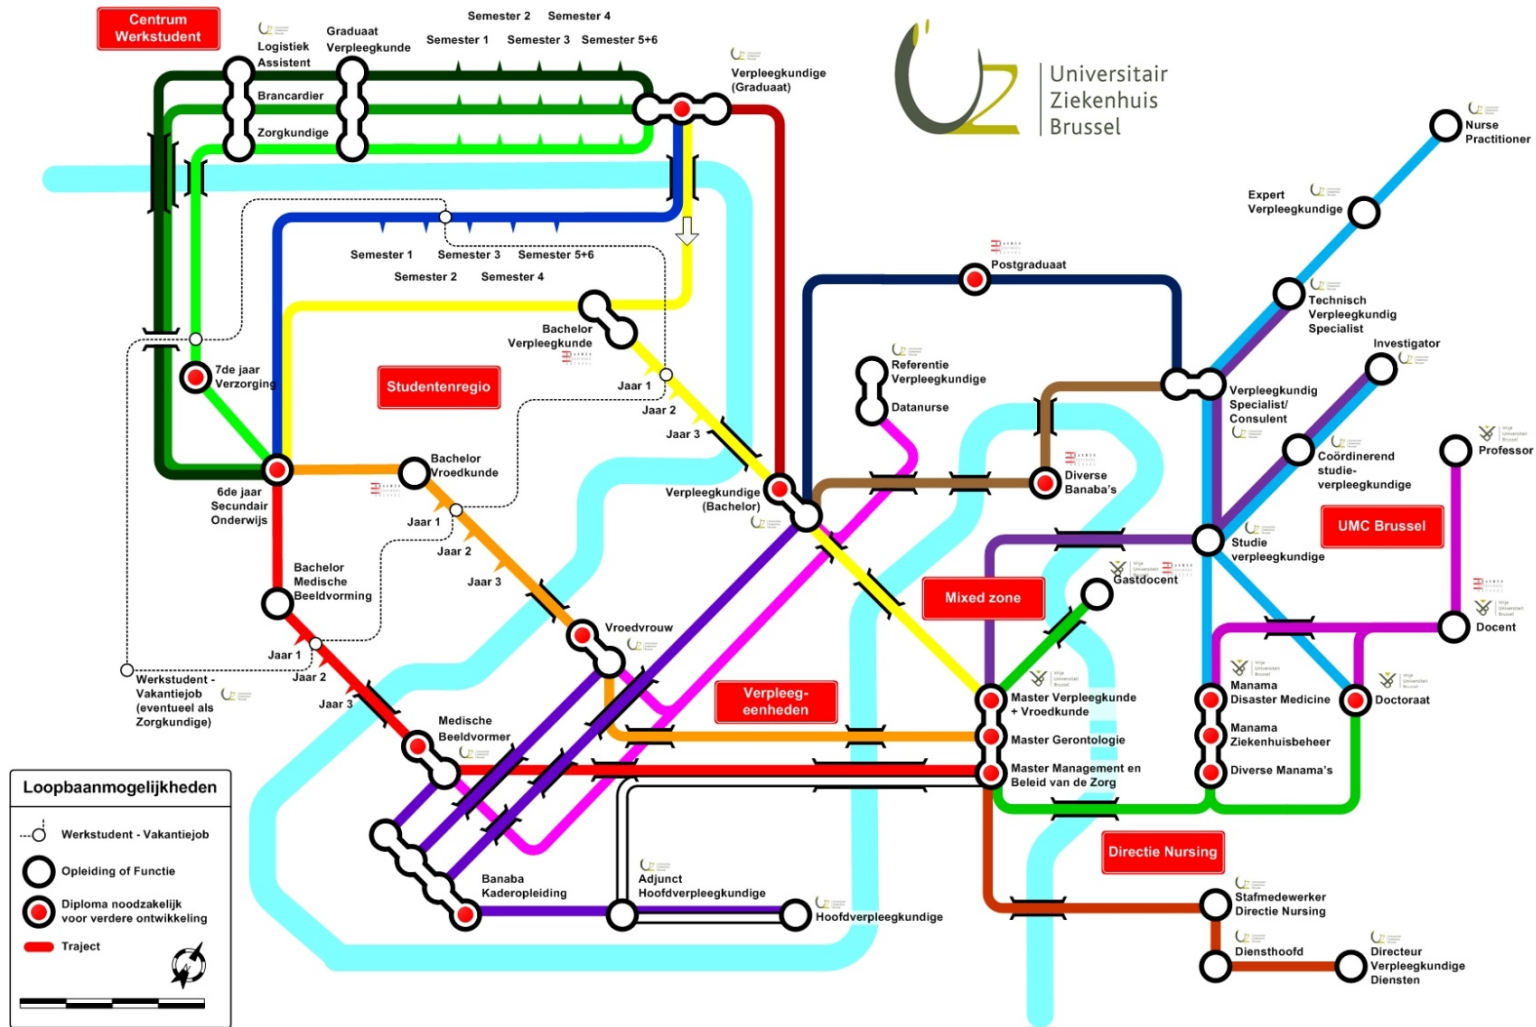 Centrum
Werkstudent
Logistiek
Assistent
Graduaat
Verpleegkunde
Semester 2
Semester 4
Semester 1
Semester 3
Semester 5+6
Brancardier
Zorgkundige
Verpleegkundige
(Graduaat)
Universitair
Ziekenhuis
Brussel
Nurse
Practitioner
Expert
Verpleegkundige
Semester 1
Semester 3
Semester 5+6
Semester 2
Semester 4
Postgraduaat
Technisch
Verpleegkundig
Specialist
Bachelor
Verpleegkunde
Investigator
7de jaar
Verzorging
Studentenregio
Jaar 1
Jaar 2
Jaar 3
Referentie
Verpleegkundige
Datanurse
Verpleegkundig
Specialist/
Consulent
Coördinerend
studie-
verpleegkundige
Professor
6de jaar
Secundair
Onderwijs
Bachelor
Vroedkunde
Jaar 1
Jaar 2
Jaar 3
Verpleegkundige
(Bachelor)
Diverse
Banaba's
UMC Brussel
Studie
verpleegkundige
Bachelor
Medische
Beeldvorming
Mixed zone
Gastdocent
Docent
Jaar 1
Jaar 2
Jaar 3
Vroedvrouw
Werkstudent -
Vakantiejob
(eventueel als
Zorgkundige)
Verpleeg-
eenheden
Master Verpleegkunde
+ Vroedkunde
Master Gerontologie
Master Management en
Beleid van de Zorg
Manama
Disaster Medicine
Manama
Ziekenhuisbeheer
Diverse Manama's
Doctoraat
Medische
Beeldvormer
Directie Nursing
Banaba
Kaderopleiding
Adjunct
Hoofdverpleegkundige
Hoofdverpleegkundige
Stafmedewerker
Directie Nursing
Diensthoofd
Directeur
Verpleegkundige
Diensten
Loopbaanmogelijkheden
Werkstudent - Vakantiejob
Opleiding of Functie
Diploma noodzakelijk
voor verdere ontwikkeling
Traject